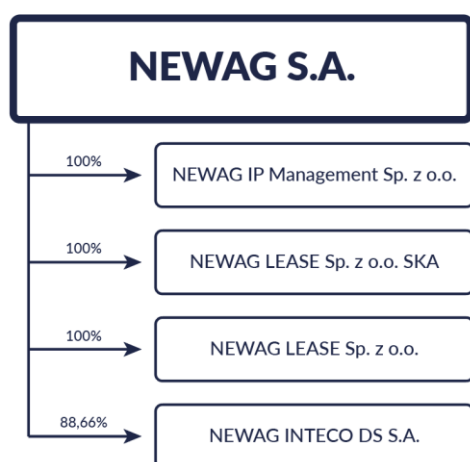 NEWAG S.A.
100%
NEWAG IP Management Sp. z o.o.
100%
NEWAG LEASE Sp. z o.o. SKA
100%
NEWAG LEASE Sp. z o.o.
88,66%
NEWAG INTECO DS S.A.